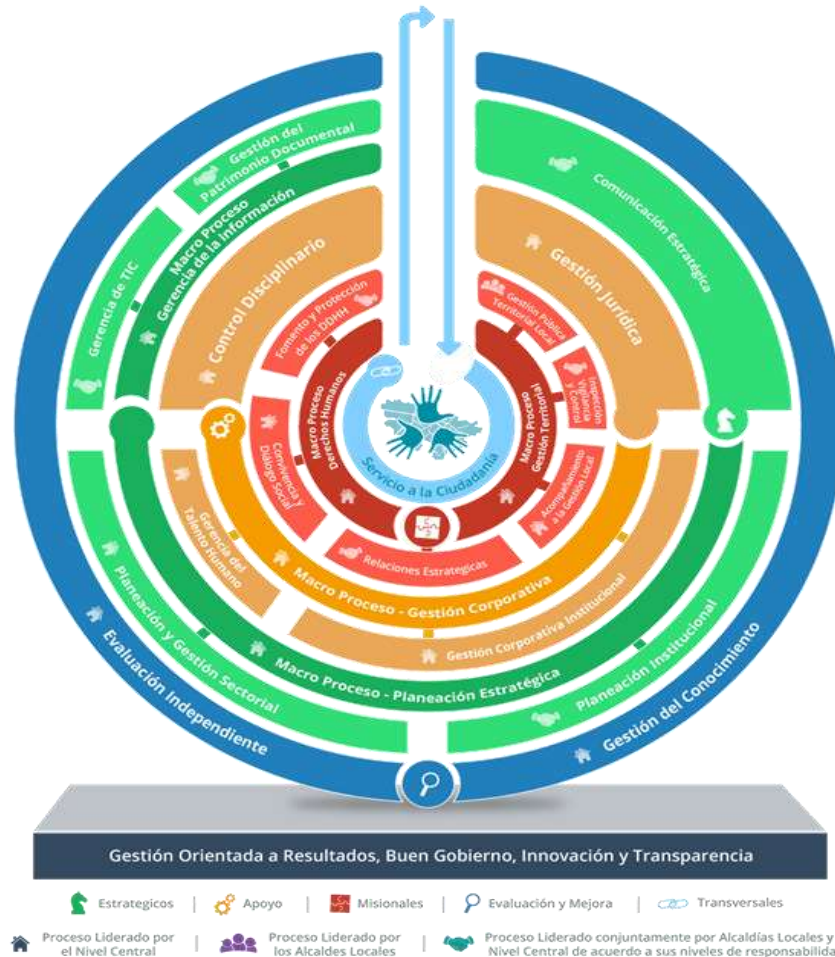 Gestión del
Patrimonio Documental
Macro Proceso
Gerencia de la Información
Gerencia de TIC
Control Disciplinario
Fomento y Protección
de los DDHH
Macro Proceso
Derechos Humanos
Convivencia y
Diálogo Social
Comunicación Estratégica
Gestión Jurídica
Gestión Pública
Territorial Local
Inspección
Vigilancia
y Control
Macro Proceso
Gestión Territorial
Acompañamiento
a la Gestión Local
Servicio a la Ciudadanía
Relaciones Estrategicas
Gerencia del
Talento Humano
Macro Proceso - Gestión Corporativa
Gestión Corporativa Institucional
Macro Proceso - Planeación Estratégica
Planeación y Gestión Sectorial
Planeación Institucional
Evaluación Independiente
Gestión del Conocimiento
Gestión Orientada a Resultados, Buen Gobierno, Innovación y Transparencia
Estrategicos | Apoyo | Misionales | Evaluación y Mejora | Transversales
Proceso Liderado por
el Nivel Central
Proceso Liderado por
los Alcaldes Locales
Proceso Liderado conjuntamente por Alcaldías Locales y
Nivel Central de acuerdo a sus niveles de responsabilida